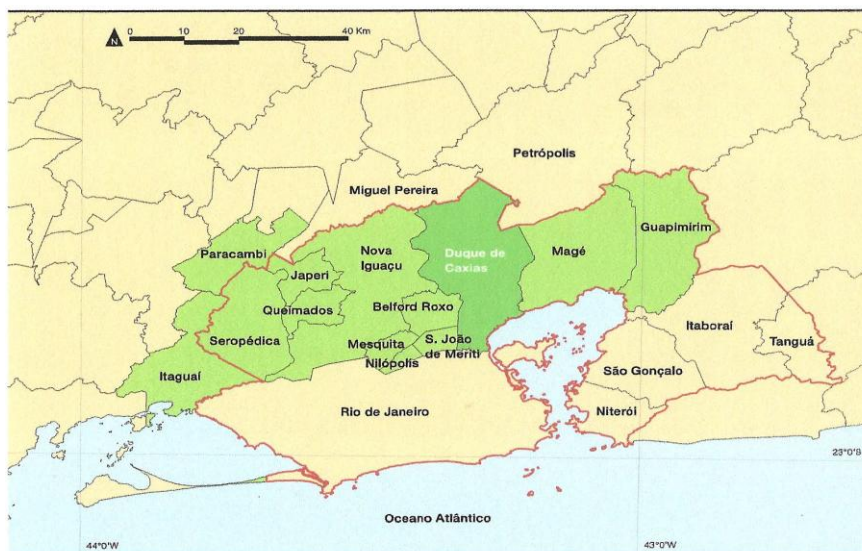 0 10 20 40 Km
N
Petrópolis
Miguel Pereira
Guapimirim
Paracambi
Nova
Iguaçu
Duque de
Caxias
Magé
Japeri
Queimados
Belford Roxo
Itaboraí
Seropédica
Mesquita
S. João
de Meriti
Tanguá
Nilópolis
Itaguaí
São Gonçalo
Rio de Janeiro
Niterói
23°0'S
Oceano Atlântico
44°0'W
43°0'W